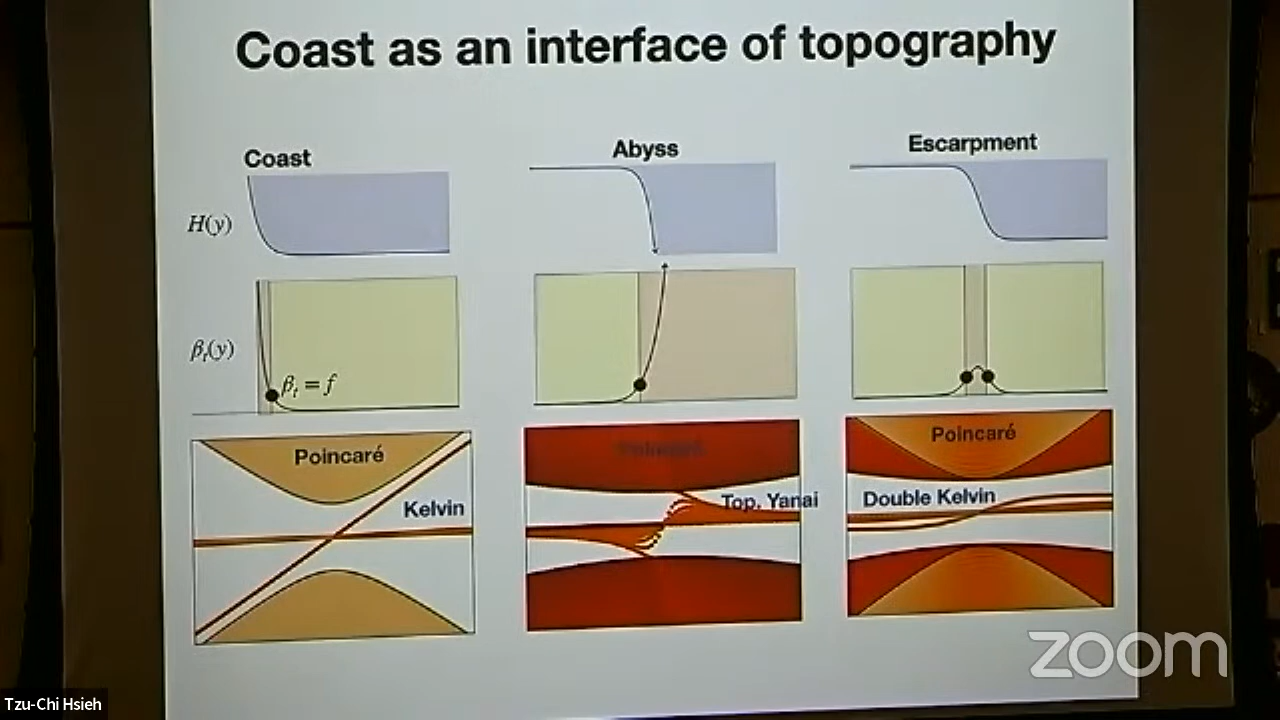 Coast as an interface of topography
Coast
Abyss
Escarpment
H(y)
βₜ(y)
βₜ = f
Poincaré
Kelvin
Poincaré
Top. Yanai
Poincaré
Double Kelvin
zoom
Tzu-Chi Hsieh